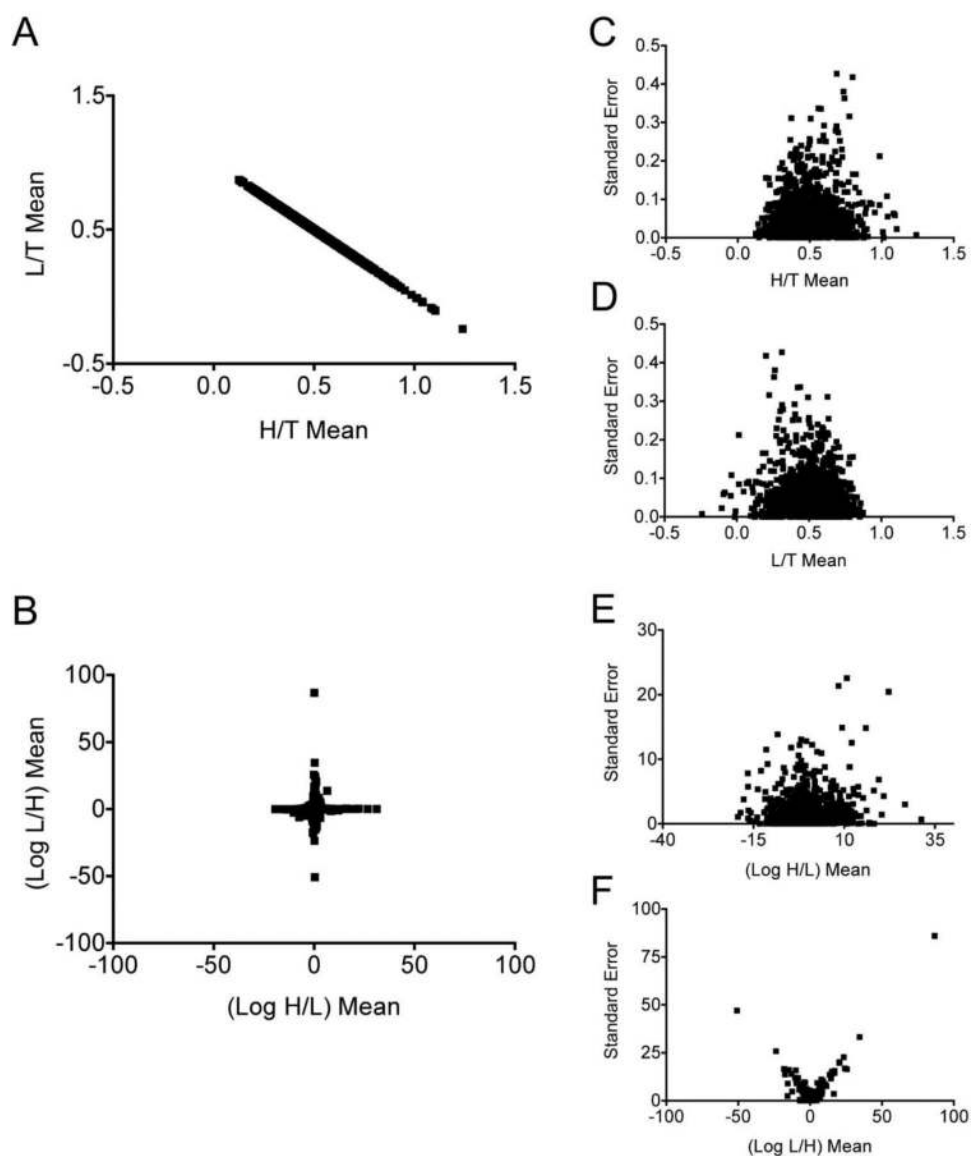 A
1.5
0.5
-0.5
L/T Mean
-0.5 0.0 0.5 1.0 1.5
H/T Mean
B
100
50
0
-50
-100
(Log L/H) Mean
-100 -50 0 50 100
(Log H/L) Mean
C
0.5
0.4
0.3
0.2
0.1
0.0
Standard Error
-0.5 0.0 0.5 1.0 1.5
H/T Mean
D
0.5
0.4
0.3
0.2
0.1
0.0
Standard Error
-0.5 0.0 0.5 1.0 1.5
L/T Mean
E
30
20
10
0
Standard Error
-40 -15 10 35
(Log H/L) Mean
F
100
75
50
25
0
Standard Error
-100 -50 0 50 100
(Log L/H) Mean